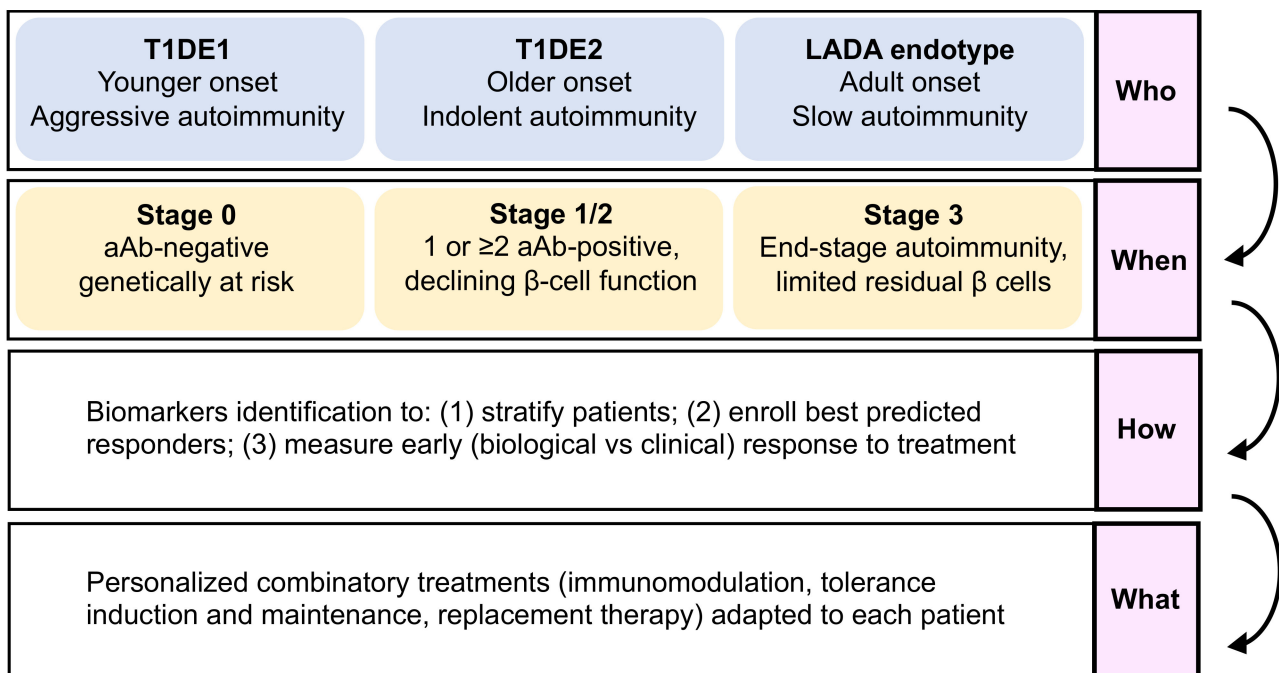 T1DE1
Younger onset
Aggressive autoimmunity
T1DE2
Older onset
Indolent autoimmunity
LADA endotype
Adult onset
Slow autoimmunity
Who
Stage 0
aAb-negative
genetically at risk
Stage 1/2
1 or ≥2 aAb-positive,
declining β-cell function
Stage 3
End-stage autoimmunity,
limited residual β cells
When
Biomarkers identification to: (1) stratify patients; (2) enroll best predicted
responders; (3) measure early (biological vs clinical) response to treatment
How
Personalized combinatory treatments (immunomodulation, tolerance
induction and maintenance, replacement therapy) adapted to each patient
What